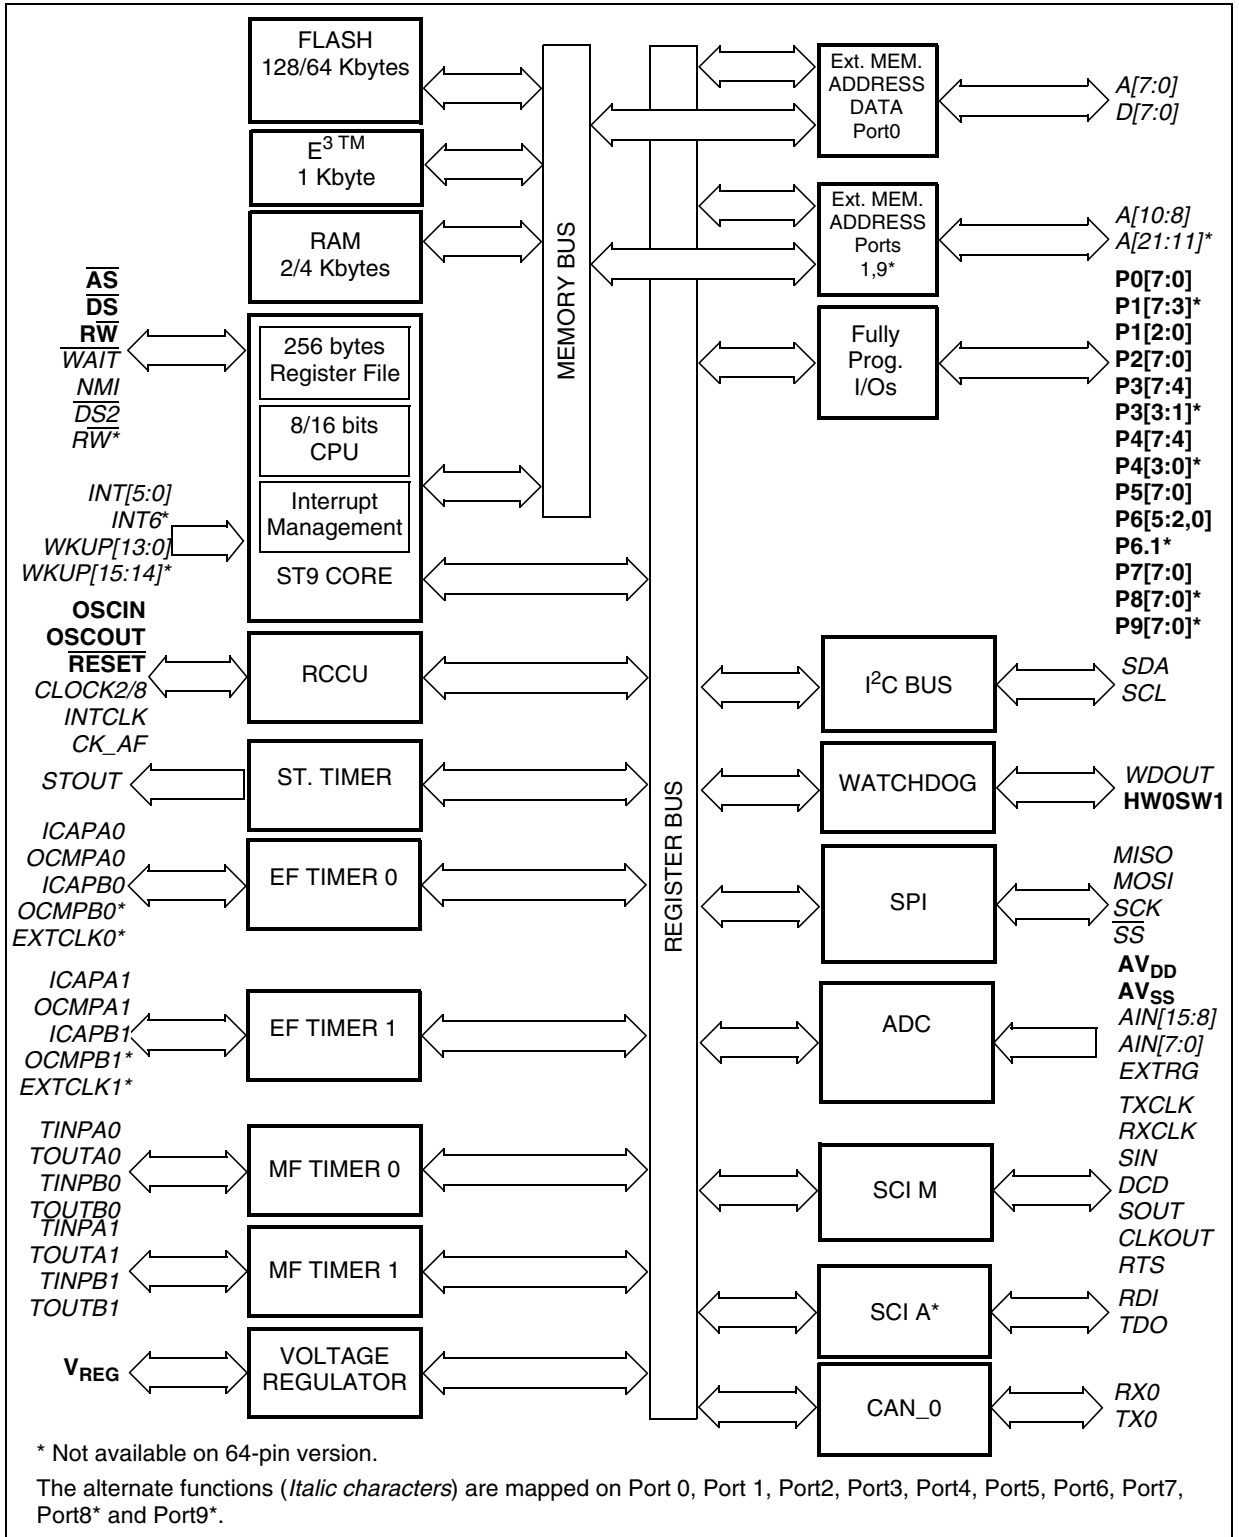 FLASH
128/64 Kbytes
E3 TM
1 Kbyte
RAM
2/4 Kbytes
256 bytes
Register File
8/16 bits
CPU
Interrupt
Management
ST9 CORE
RCCU
ST. TIMER
EF TIMER 0
EF TIMER 1
MF TIMER 0
MF TIMER 1
VOLTAGE
REGULATOR
AS
DS
RW
WAIT
NMI
DS2
RW*
INT[5:0]
INT6*
WKUP[13:0]
WKUP[15:14]*
OSCIN
OSCOUT
RESET
CLOCK2/8
INTCLK
CK_AF
STOUT
ICAPA0
OCMPA0
ICAPB0
OCMPB0*
EXTCLK0*
ICAPA1
OCMPA1
ICAPB1
OCMPB1*
EXTCLK1*
TINPA0
TOUTA0
TINPB0
TOUTB0
TINPA1
TOUTA1
TINPB1
TOUTB1
VREG
MEMORY BUS
REGISTER BUS
Ext. MEM.
ADDRESS
DATA
Port0
Ext. MEM.
ADDRESS
Ports
1,9*
Fully
Prog.
I/Os
I2C BUS
WATCHDOG
SPI
ADC
SCI M
SCI A*
CAN_0
A[7:0]
D[7:0]
A[10:8]
A[21:11]*
P0[7:0]
P1[7:3]*
P1[2:0]
P2[7:0]
P3[7:4]
P3[3:1]*
P4[7:4]
P4[3:0]*
P5[7:0]
P6[5:2,0]
P6.1*
P7[7:0]
P8[7:0]*
P9[7:0]*
SDA
SCL
WDOUT
HW0SW1
MISO
MOSI
SCK
SS
AVDD
AVSS
AIN[15:8]
AIN[7:0]
EXTRG
TXCLK
RXCLK
SIN
DCD
SOUT
CLKOUT
RTS
RDI
TDO
RX0
TX0
* Not available on 64-pin version.
The alternate functions (Italic characters) are mapped on Port 0, Port 1, Port2, Port3, Port4, Port5, Port6, Port7,
Port8* and Port9*.